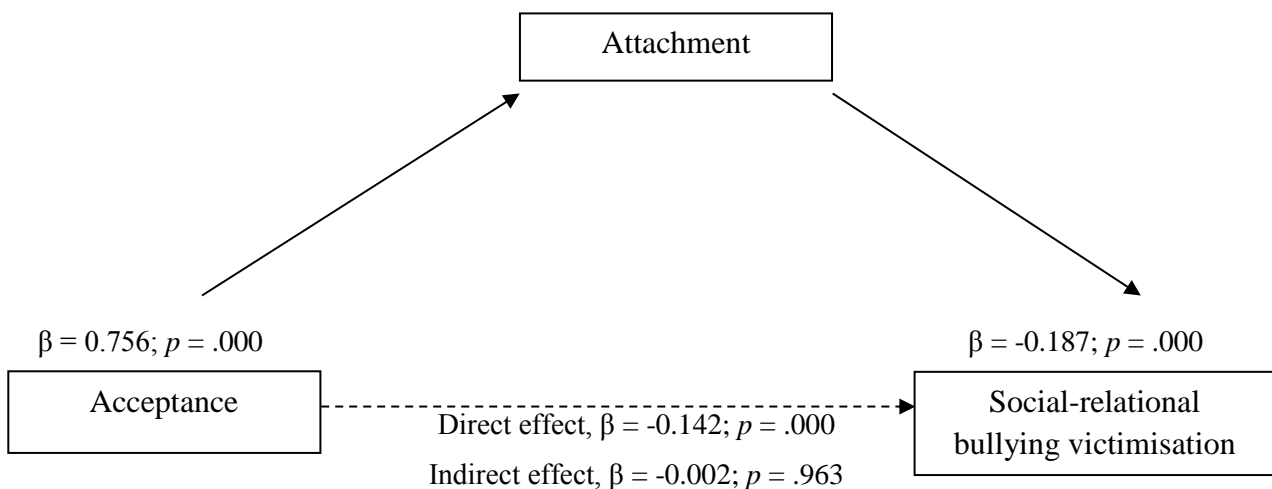 Attachment
β = 0.756; p = .000
β = -0.187; p = .000
Acceptance
Social-relational
bullying victimisation
Direct effect, β = -0.142; p = .000
Indirect effect, β = -0.002; p = .963